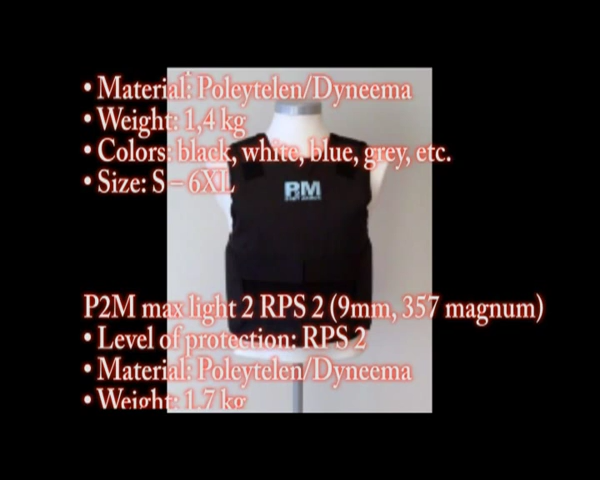 • Material: Poleytelen/Dyneema
• Weight: 1,4 kg
• Colors: black, white, blue, grey, etc.
• Size: S – 6XL
P2M
P2M max light 2 RPS 2 (9mm, 357 magnum)
• Level of protection: RPS 2
• Material: Poleytelen/Dyneema
• Weight: 1,7 kg